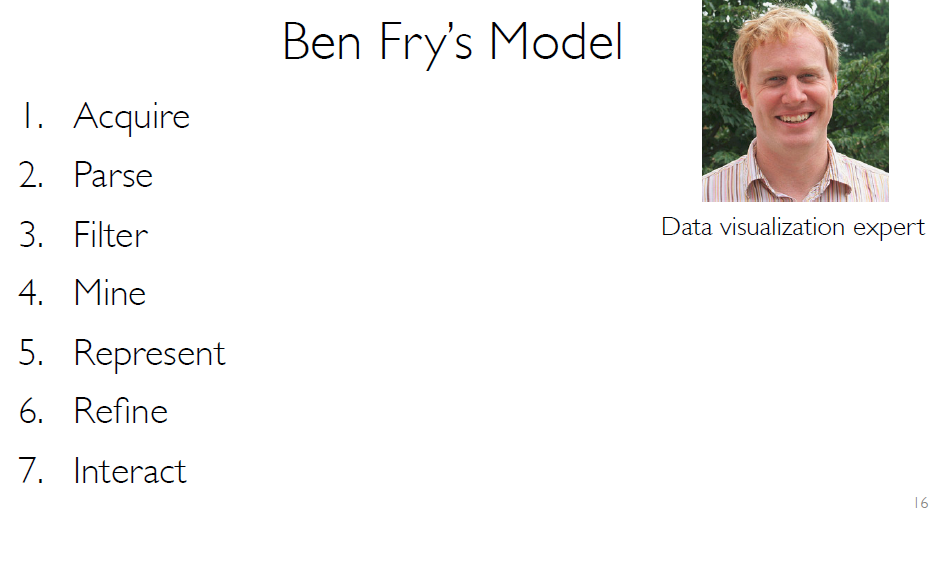 Ben Fry’s Model
1. Acquire
2. Parse
3. Filter
4. Mine
5. Represent
6. Refine
7. Interact
Data visualization expert
16